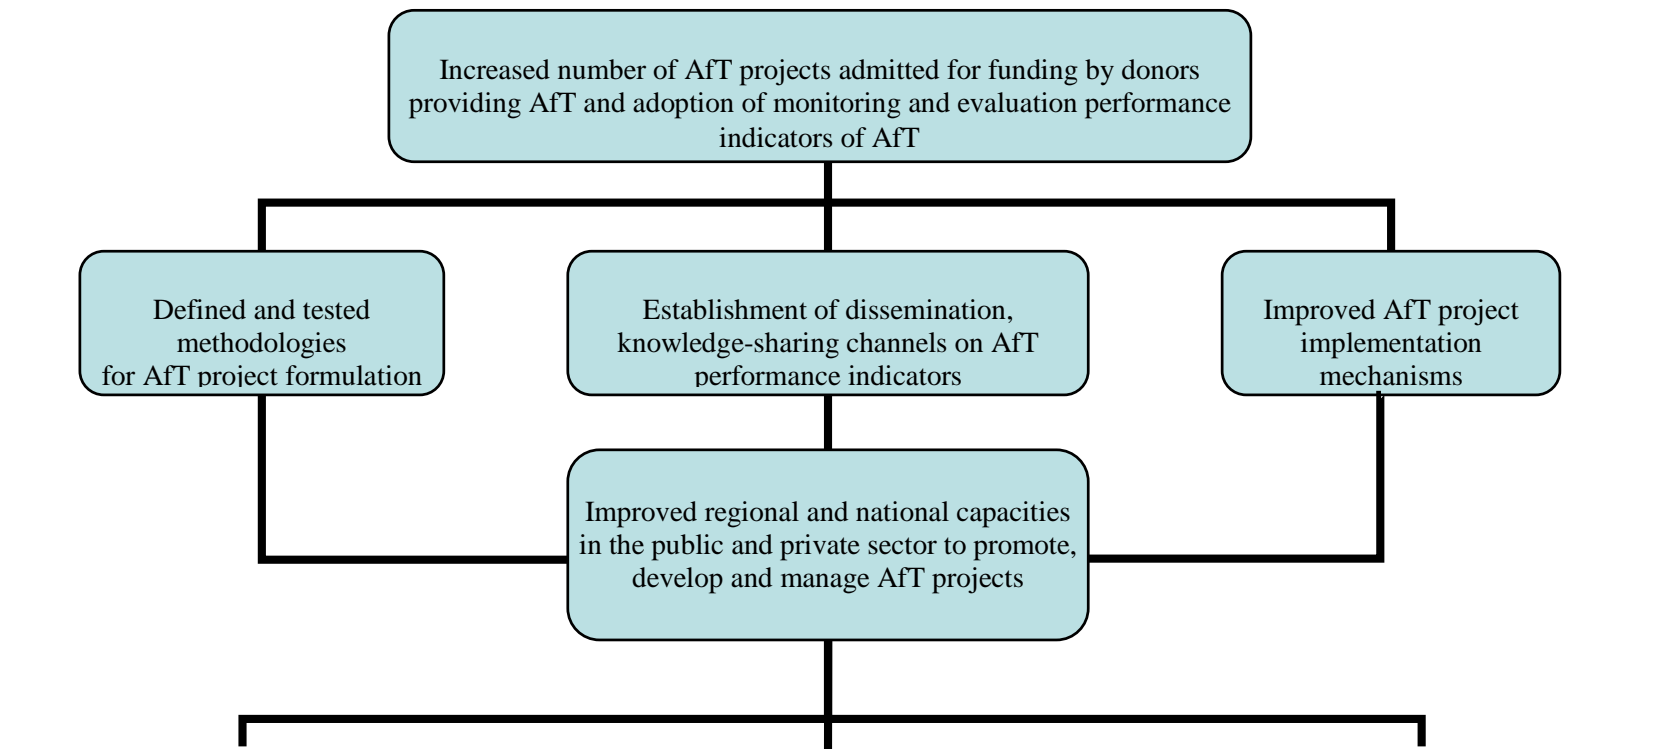 Increased number of AfT projects admitted for funding by donors
providing AfT and adoption of monitoring and evaluation performance
indicators of AfT
Defined and tested
methodologies
for AfT project formulation
Establishment of dissemination,
knowledge-sharing channels on AfT
performance indicators
Improved AfT project
implementation
mechanisms
Improved regional and national capacities
in the public and private sector to promote,
develop and manage AfT projects